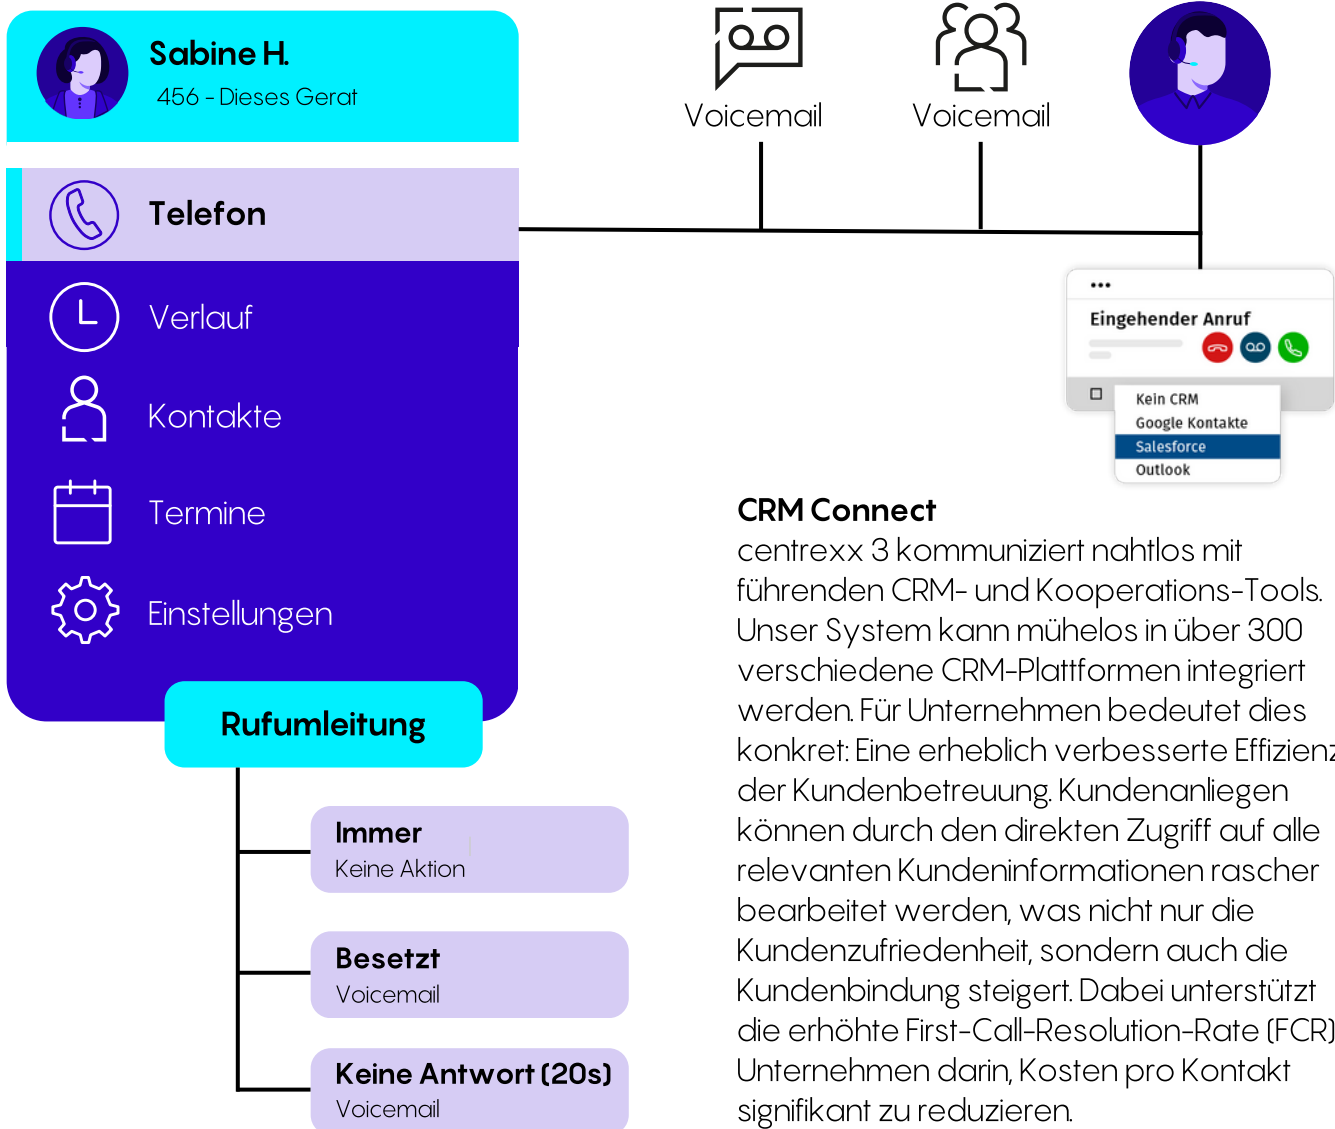 Sabine H.
456 - Dieses Gerat
Telefon
Verlauf
Kontakte
Termine
Einstellungen
Rufumleitung
Immer
Keine Aktion
Besetzt
Voicemail
Keine Antwort (20s)
Voicemail
Voicemail
Voicemail
Eingehender Anruf
Kein CRM
Google Kontakte
Salesforce
Outlook
CRM Connect
centrexx 3 kommuniziert nahtlos mit
führenden CRM- und Kooperations-Tools.
Unser System kann mühelos in über 300
verschiedene CRM-Plattformen integriert
werden. Für Unternehmen bedeutet dies
konkret: Eine erheblich verbesserte Effizienz
der Kundenbetreuung. Kundenanliegen
können durch den direkten Zugriff auf alle
relevanten Kundeninformationen rascher
bearbeitet werden, was nicht nur die
Kundenzufriedenheit, sondern auch die
Kundenbindung steigert. Dabei unterstützt
die erhöhte First-Call-Resolution-Rate (FCR)
Unternehmen darin, Kosten pro Kontakt
signifikant zu reduzieren.